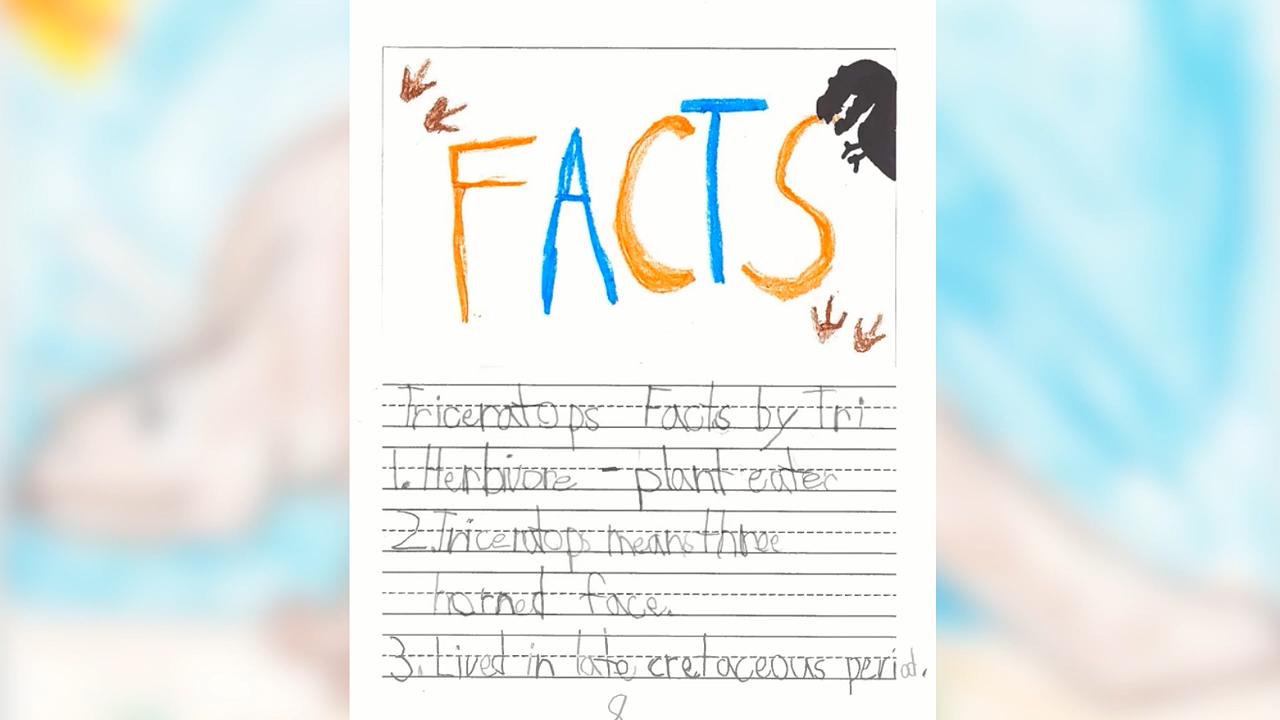 FACTS
Triceratops Facts by Tri
1. Herbivore - plant eater
2. Triceratops means three
horned face.
3. Lived in late cretaceous period.
8